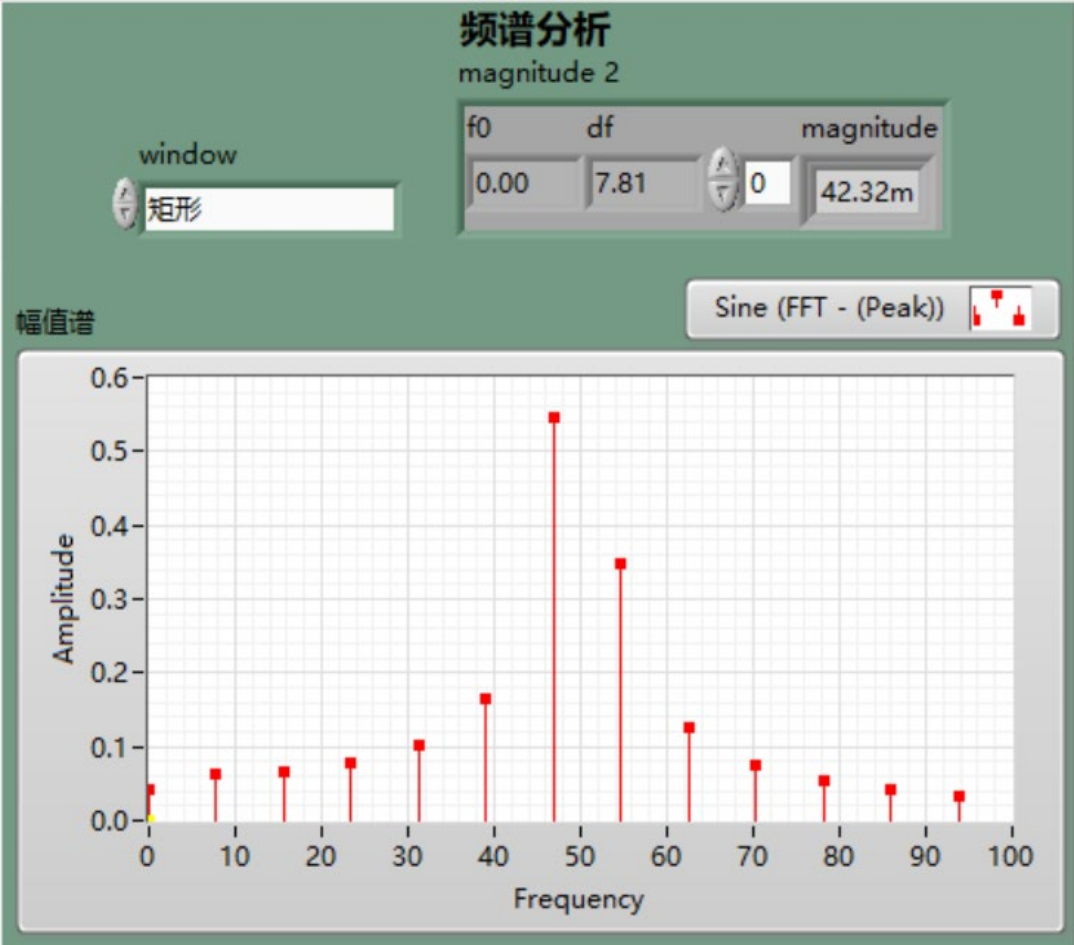 频谱分析
magnitude 2
f0 df magnitude
window
0.00 7.81 0 42.32m
矩形
Sine (FFT - (Peak))
幅值谱
0.6
0.5
0.4
0.3
0.2
0.1
0.0
Amplitude
0 10 20 30 40 50 60 70 80 90 100
Frequency